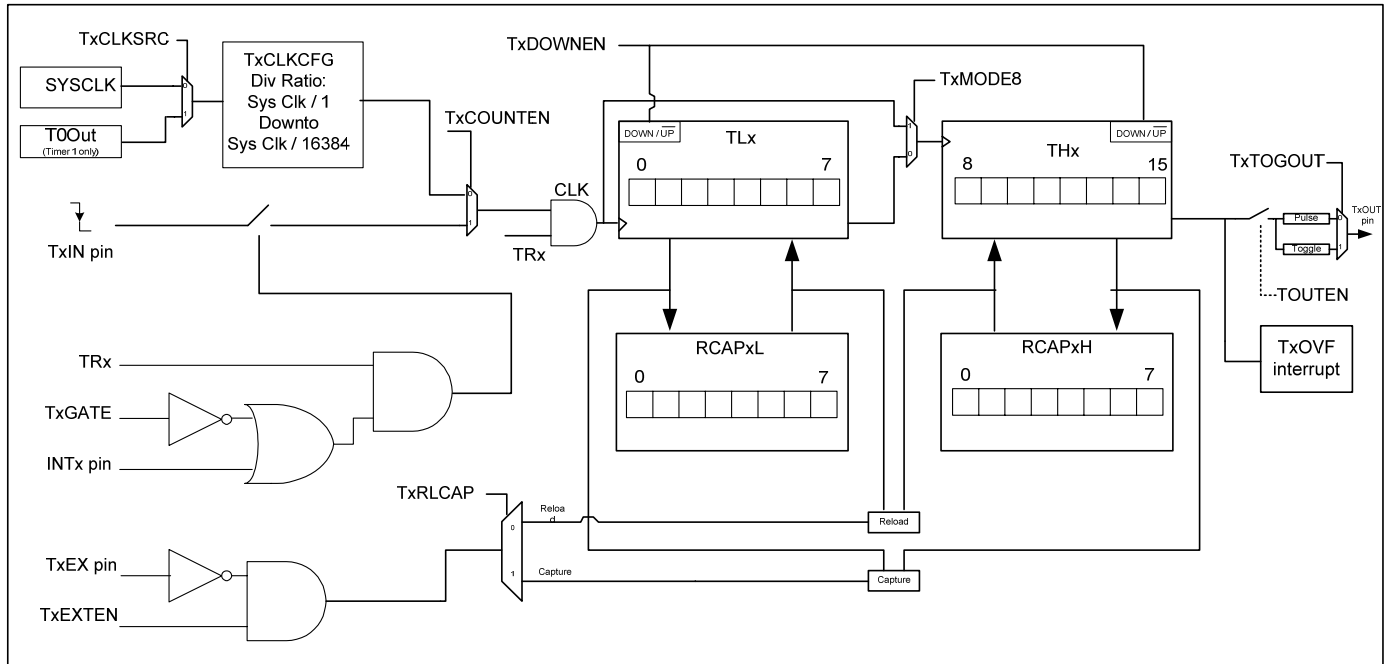 TxCLKSRC
SYSCLK
T0Out
(Timer 1 only)
0
1
TxCLKCFG
Div Ratio:
Sys Clk / 1
Downto
Sys Clk / 16384
TxCOUNTEN
0
1
TxIN pin
CLK
TRx
TxDOWNEN
DOWN / UP
TLx
0
7
TxMODE8
1
0
DOWN / UP
THx
8
15
TxTOGOUT
Pulse
Toggle
0
1
TxOUT
pin
TOUTEN
TxOVF
interrupt
RCAPxL
0
7
RCAPxH
0
7
TRx
TxGATE
INTx pin
TxRLCAP
0
1
Reloa
d
Reload
Capture
Capture
TxEX pin
TxEXTEN